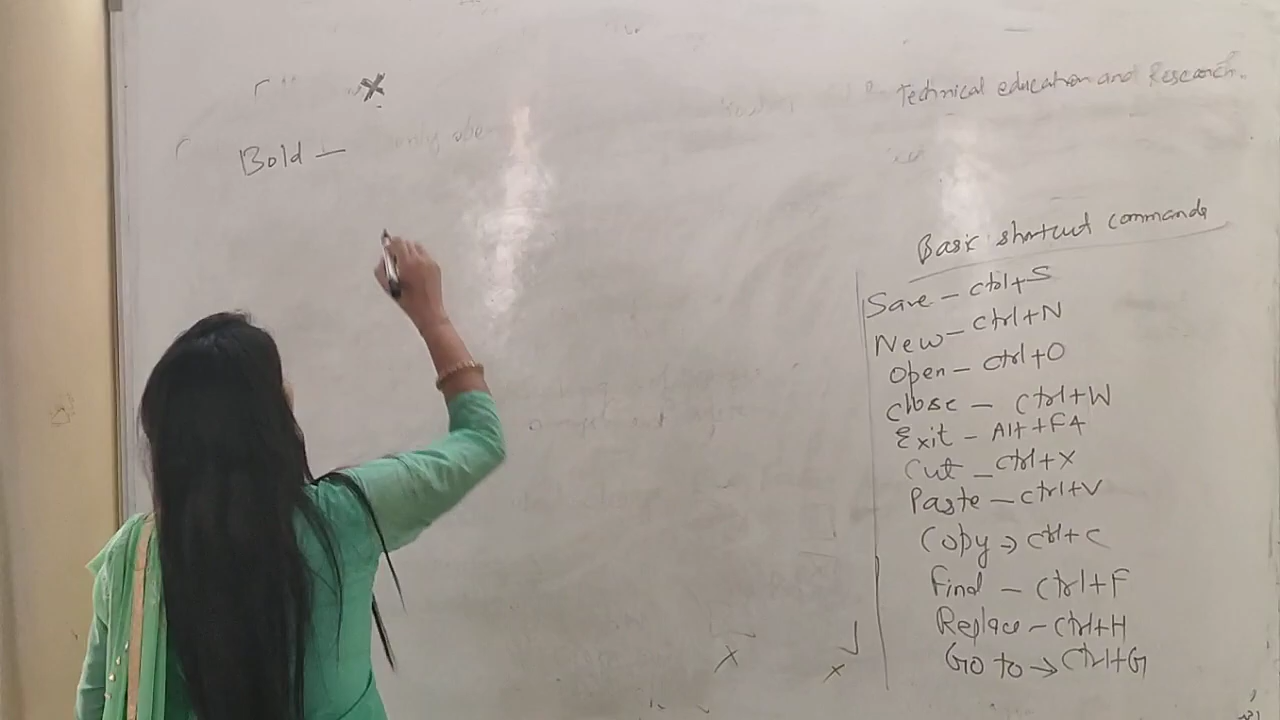 Technical education and Research.
Bold –
only
Basic shortcut commands
Save – ctrl+S
New – ctrl+N
Open – ctrl+O
close – ctrl+W
Exit – Alt+F4
Cut – ctrl+X
Paste – ctrl+V
Copy → ctrl+c
Find – ctrl+F
Replace – ctrl+H
Go to → ctrl+G